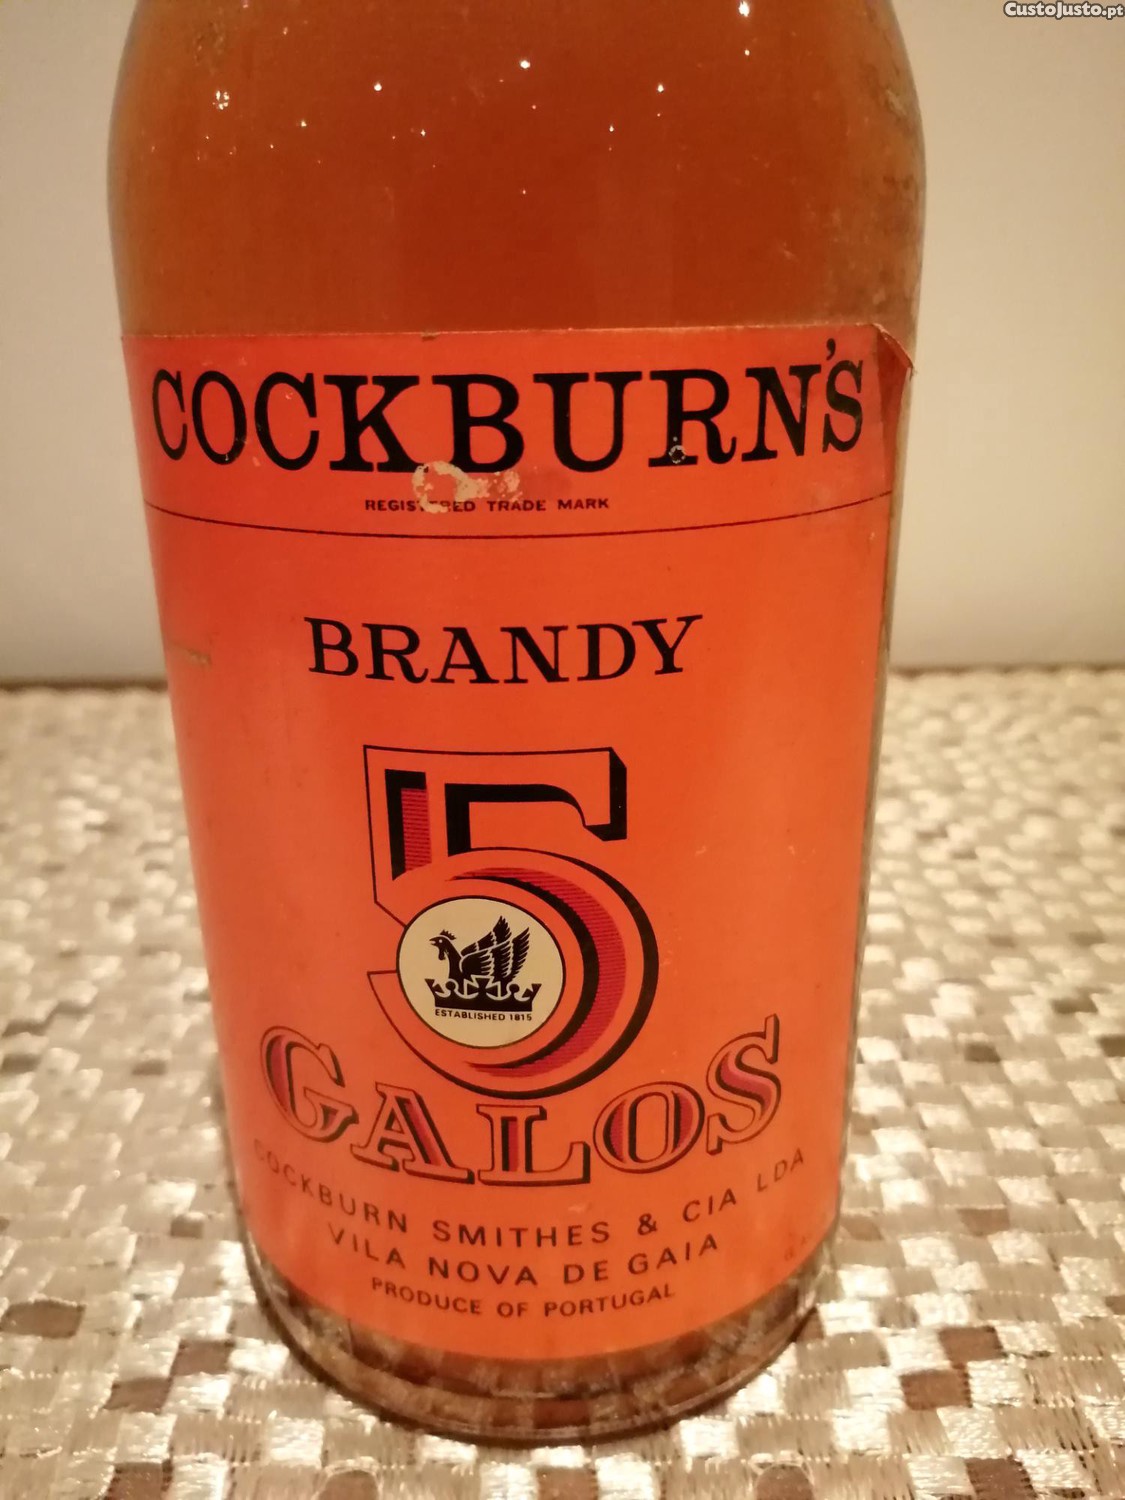 CustoJusto.pt
COCKBURN'S
REGISTERED TRADE MARK
BRANDY
5
ESTABLISHED 1815
GALOS
COCKBURN SMITHES & CIA LDA
VILA NOVA DE GAIA
PRODUCE OF PORTUGAL